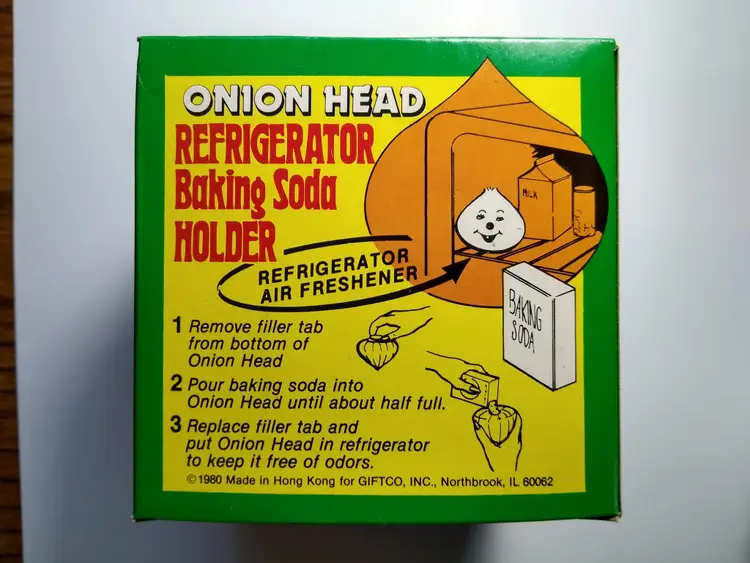 ONION HEAD
REFRIGERATOR
Baking Soda
HOLDER
REFRIGERATOR
AIR FRESHENER
MILK
BAKING
SODA
1 Remove filler tab
from bottom of
Onion Head
2 Pour baking soda into
Onion Head until about half full.
3 Replace filler tab and
put Onion Head in refrigerator
to keep it free of odors.
©1980 Made in Hong Kong for GIFTCO, INC., Northbrook, IL 60062